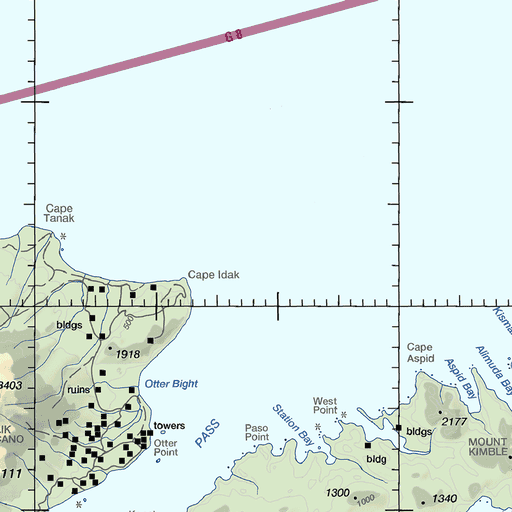 G 8
Cape
Tanak
Cape Idak
bldgs
500
1918
3403
ruins
Otter Bight
towers
Otter
Point
PASS
111
Cape
Aspid
Aspid Bay
Alimuda Bay
West
Point
Station Bay
Paso
Point
2177
bldgs
bldg
MOUNT
KIMBLE
1300
1000
1340